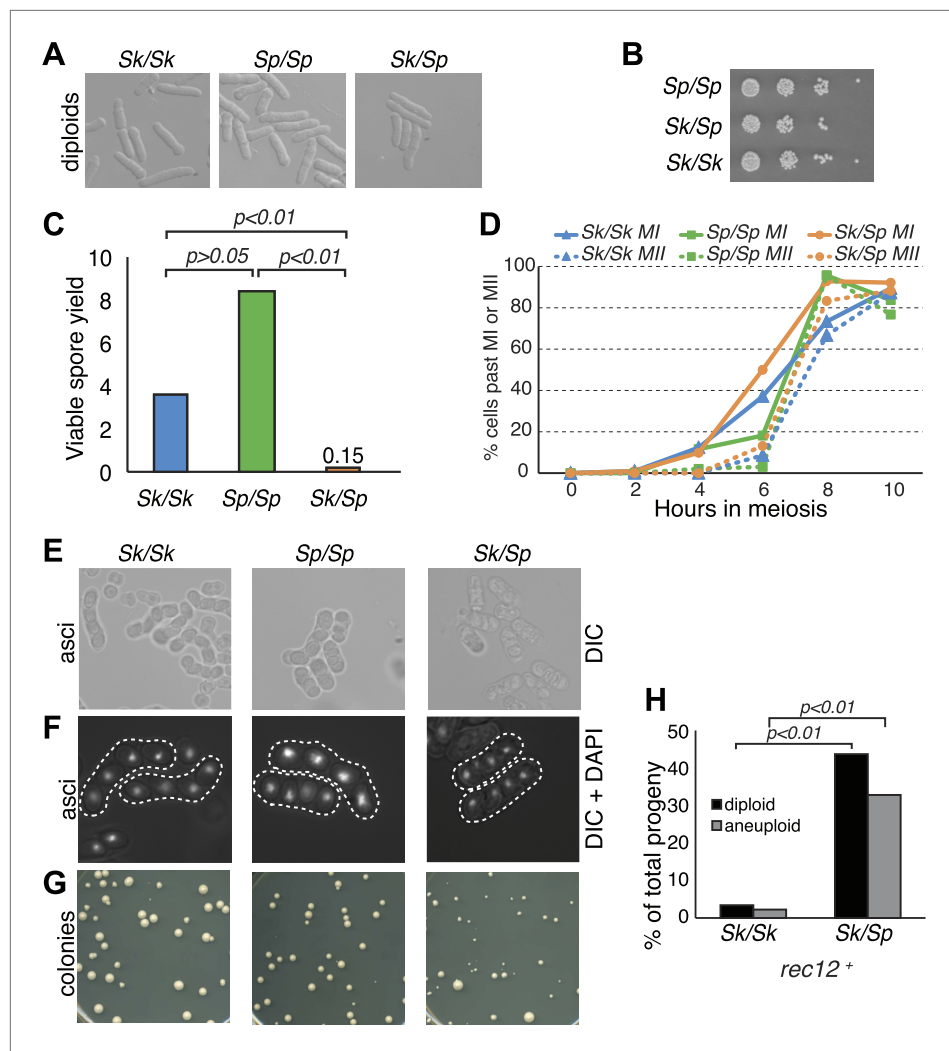 A
Sk/Sk Sp/Sp Sk/Sp
diploids
B
Sp/Sp
Sk/Sp
Sk/Sk
C
p<0.01
p>0.05 p<0.01
Viable spore yield
10
8
6
4
2
0
0.15
Sk/Sk Sp/Sp Sk/Sp
D
Sk/Sk MI Sp/Sp MI Sk/Sp MI
Sk/Sk MII Sp/Sp MII Sk/Sp MII
% cells past MI or MII
100
80
60
40
20
0
0 2 4 6 8 10
Hours in meiosis
E
Sk/Sk Sp/Sp Sk/Sp
asci
DIC
F
asci
DIC + DAPI
G
colonies
H
p<0.01
p<0.01
% of total progeny
50
40
30
20
10
0
diploid
aneuploid
Sk/Sk Sk/Sp
rec12 +